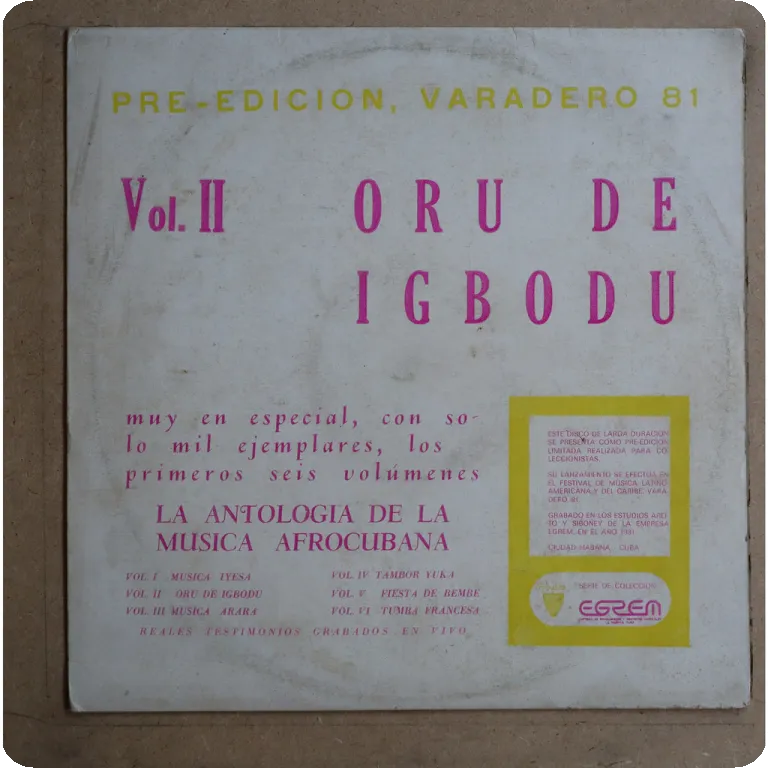 PRE-EDICION, VARADERO 81
Vol. II ORU DE
IGBODU
muy en especial, con so-
lo mil ejemplares, los
primeros seis volúmenes
LA ANTOLOGIA DE LA
MUSICA AFROCUBANA
VOL. I MUSICA IYESA
VOL. II ORU DE IGBODU
VOL. III MUSICA ARARA
VOL. IV TAMBOR YUKA
VOL. V FIESTA DE BEMBE
VOL. VI TUMBA FRANCESA
REALES TESTIMONIOS GRABADOS EN VIVO
ESTE DISCO DE LARGA DURACION
SE PRESENTA COMO PRE-EDICION
LIMITADA REALIZADA PARA CO
LECCIONISTAS.
SU LANZAMIENTO SE EFECTUA EN
EL FESTIVAL DE MUSICA LATINO
AMERICANA Y DEL CARIBE VARA
DERO 81.
GRABADO EN LOS ESTUDIOS AREI
TO Y SIBONEY DE LA EMPRESA
EGREM, EN EL AÑO 1981
CIUDAD HABANA, CUBA
SERIE DE COLECCION
EGREM